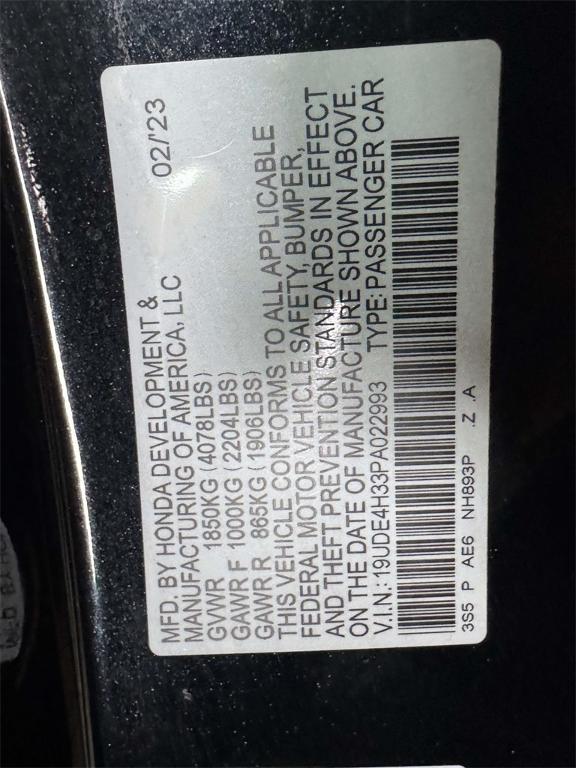 MFD. BY HONDA DEVELOPMENT & 02/'23
MANUFACTURING OF AMERICA, LLC
GVWR 1850KG (4078LBS)
GAWR F 1000KG (2204LBS)
GAWR R 865KG (1906LBS)
THIS VEHICLE CONFORMS TO ALL APPLICABLE
FEDERAL MOTOR VEHICLE SAFETY, BUMPER,
AND THEFT PREVENTION STANDARDS IN EFFECT
ON THE DATE OF MANUFACTURE SHOWN ABOVE.
V.I.N.:19UDE4H33PA022993 TYPE:PASSENGER CAR
3S5 P AE6 NH893P .Z .A